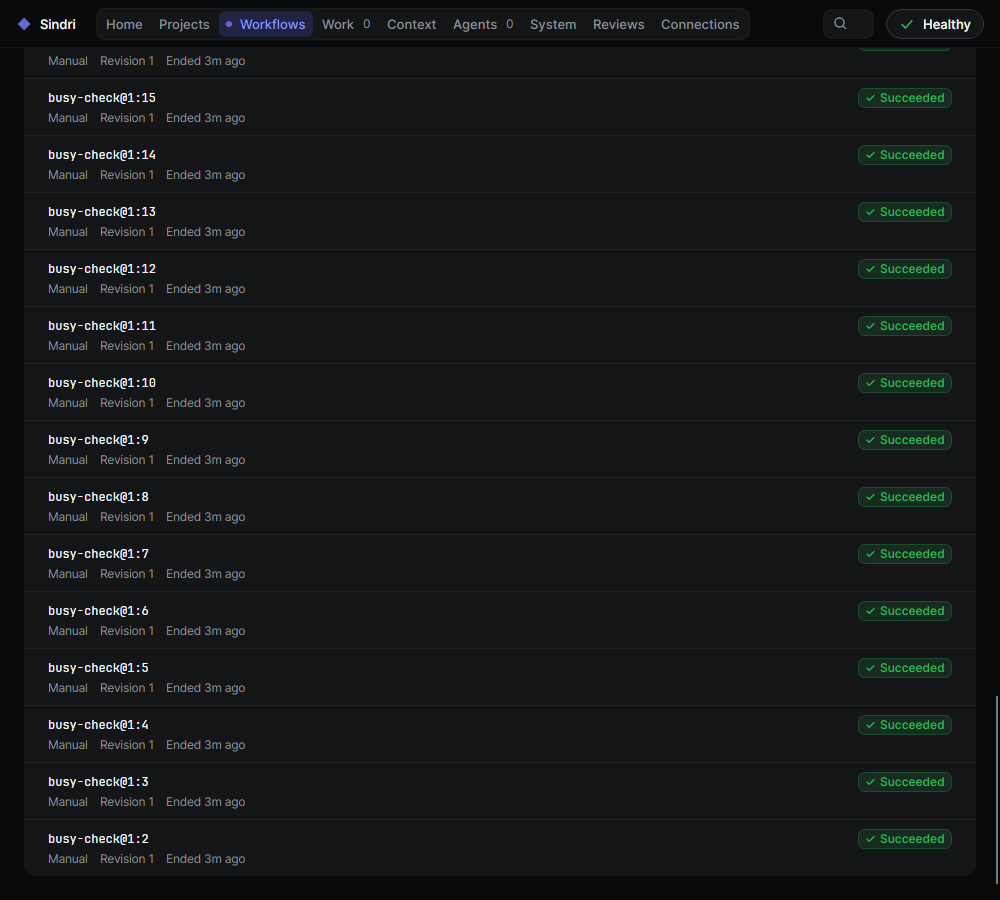 Sindri Home Projects Workflows Work 0 Context Agents 0 System Reviews Connections Healthy
Manual Revision 1 Ended 3m ago
busy-check@1:15 Succeeded
Manual Revision 1 Ended 3m ago
busy-check@1:14 Succeeded
Manual Revision 1 Ended 3m ago
busy-check@1:13 Succeeded
Manual Revision 1 Ended 3m ago
busy-check@1:12 Succeeded
Manual Revision 1 Ended 3m ago
busy-check@1:11 Succeeded
Manual Revision 1 Ended 3m ago
busy-check@1:10 Succeeded
Manual Revision 1 Ended 3m ago
busy-check@1:9 Succeeded
Manual Revision 1 Ended 3m ago
busy-check@1:8 Succeeded
Manual Revision 1 Ended 3m ago
busy-check@1:7 Succeeded
Manual Revision 1 Ended 3m ago
busy-check@1:6 Succeeded
Manual Revision 1 Ended 3m ago
busy-check@1:5 Succeeded
Manual Revision 1 Ended 3m ago
busy-check@1:4 Succeeded
Manual Revision 1 Ended 3m ago
busy-check@1:3 Succeeded
Manual Revision 1 Ended 3m ago
busy-check@1:2 Succeeded
Manual Revision 1 Ended 3m ago